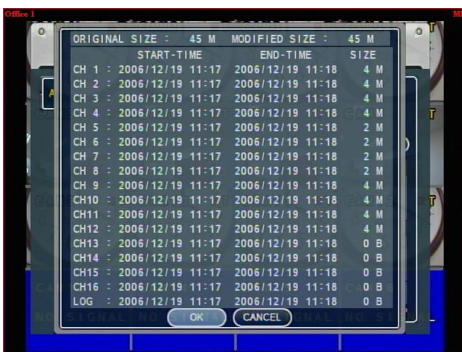 Office 1
ORIGINAL SIZE : 45 M MODIFIED SIZE : 45 M
START-TIME END-TIME SIZE
CH 1 : 2006/12/19 11:17 2006/12/19 11:18 4 M
CH 2 : 2006/12/19 11:17 2006/12/19 11:18 4 M
CH 3 : 2006/12/19 11:17 2006/12/19 11:18 4 M
CH 4 : 2006/12/19 11:17 2006/12/19 11:18 4 M
CH 5 : 2006/12/19 11:17 2006/12/19 11:18 2 M
CH 6 : 2006/12/19 11:17 2006/12/19 11:18 2 M
CH 7 : 2006/12/19 11:17 2006/12/19 11:18 2 M
CH 8 : 2006/12/19 11:17 2006/12/19 11:18 2 M
CH 9 : 2006/12/19 11:17 2006/12/19 11:18 4 M
CH10 : 2006/12/19 11:17 2006/12/19 11:18 4 M
CH11 : 2006/12/19 11:17 2006/12/19 11:18 4 M
CH12 : 2006/12/19 11:17 2006/12/19 11:18 4 M
CH13 : 2006/12/19 11:17 2006/12/19 11:18 0 B
CH14 : 2006/12/19 11:17 2006/12/19 11:18 0 B
CH15 : 2006/12/19 11:17 2006/12/19 11:18 0 B
CH16 : 2006/12/19 11:17 2006/12/19 11:18 0 B
LOG : 2006/12/19 11:17 2006/12/19 11:18 0 B
OK CANCEL